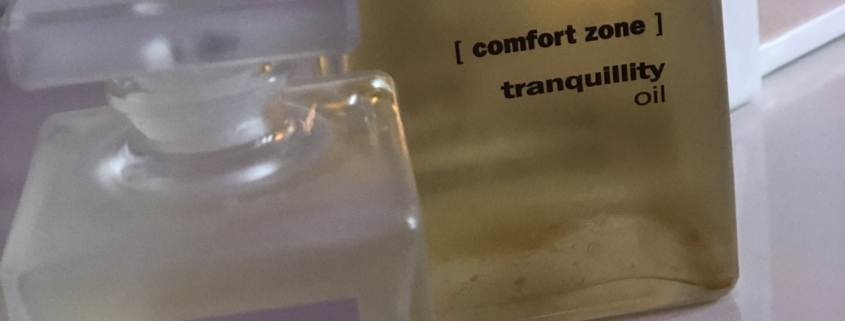 [ comfort zone ]
tranquillity
oil